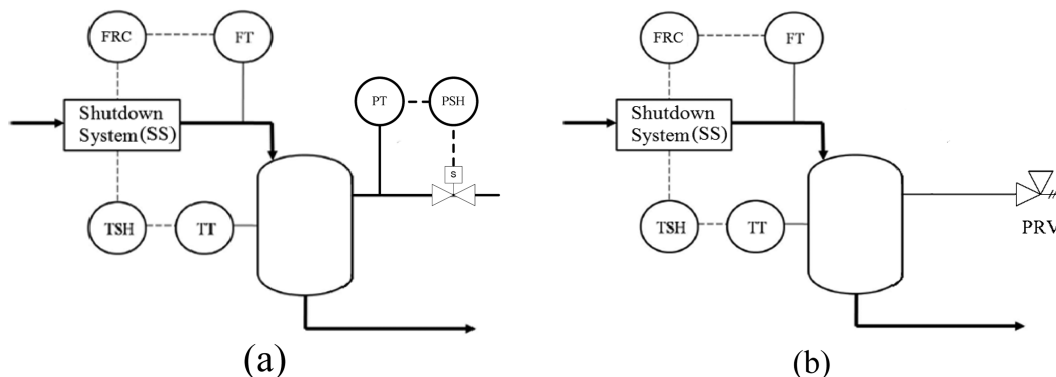 FRC
FT
PT
PSH
Shutdown
System(SS)
S
TSH
TT
(a)
FRC
FT
Shutdown
System(SS)
TSH
TT
PRV
(b)